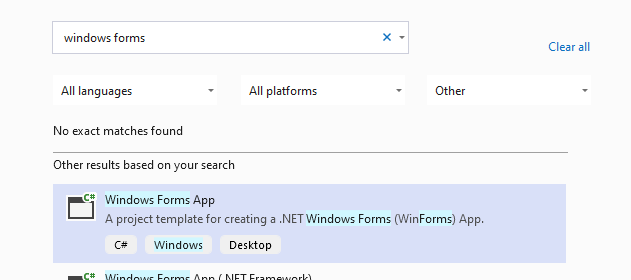 windows forms
Clear all
All languages
All platforms
Other
No exact matches found
Other results based on your search
C#
Windows Forms App
A project template for creating a .NET Windows Forms (WinForms) App.
C#
Windows
Desktop
C#
Windows Forms App (.NET Framework)